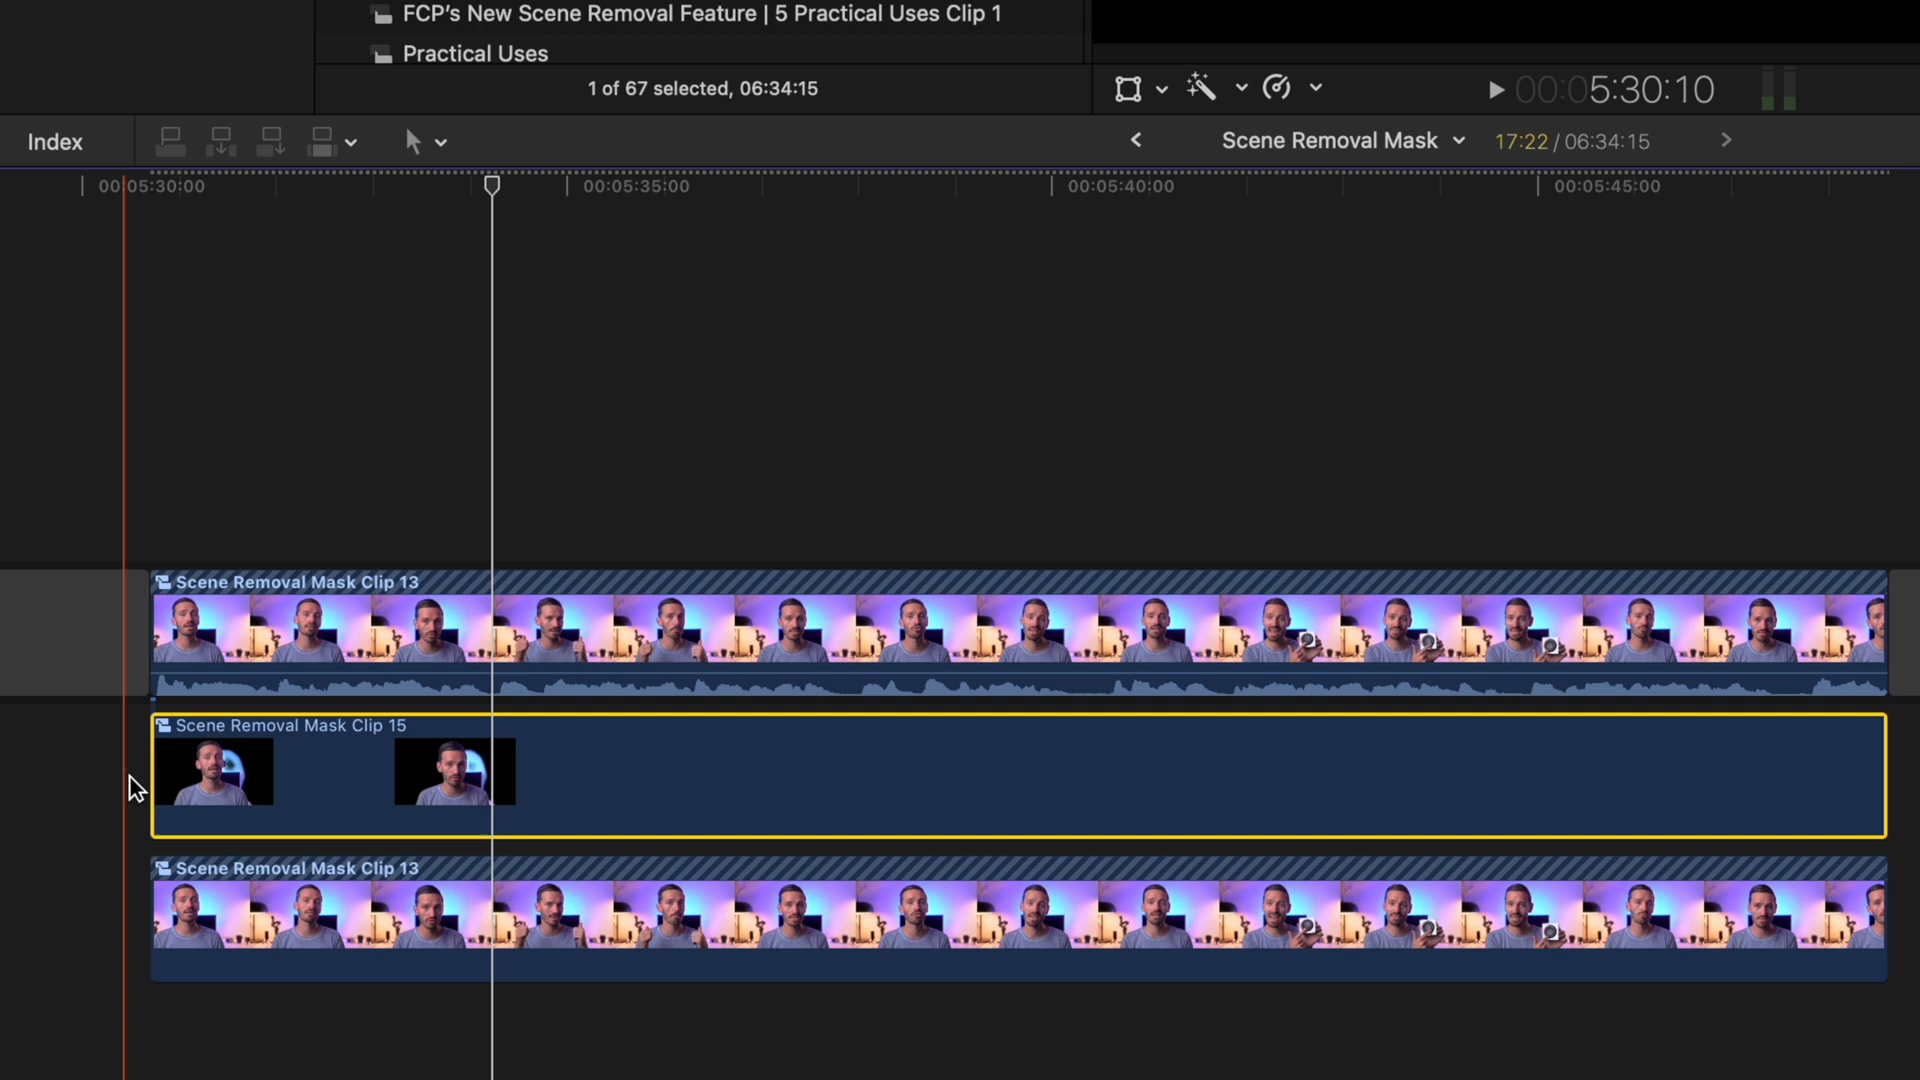 FCP's New Scene Removal Feature | 5 Practical Uses Clip 1
Practical Uses
1 of 67 selected, 06:34:15
00:05:30:10
Index
Scene Removal Mask
17:22 / 06:34:15
00:05:30:00
00:05:35:00
00:05:40:00
00:05:45:00
Scene Removal Mask Clip 13
Scene Removal Mask Clip 15
Scene Removal Mask Clip 13